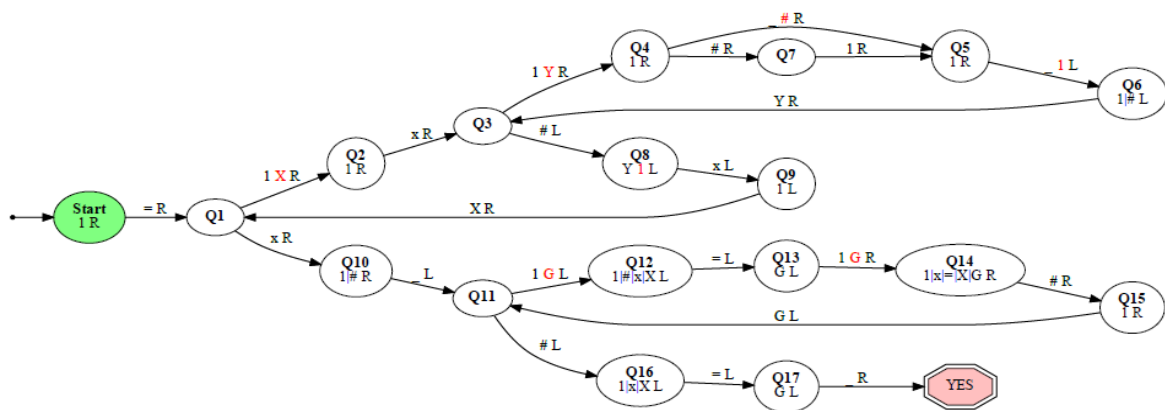 _ # R
Q4
1 R
# R
Q7
1 R
Q5
1 R
_ 1 L
Q6
1|# L
1 Y R
Y R
Q3
x R
# L
Q2
1 R
Q8
Y 1 L
x L
Q9
1 L
1 X R
Start
1 R
= R
Q1
X R
x R
Q10
1|# R
_ L
Q11
1 G L
Q12
1|#|x|X L
= L
Q13
G L
1 G R
Q14
1|x|=|X|G R
# R
Q15
1 R
G L
# L
Q16
1|x|X L
= L
Q17
G L
_ R
YES